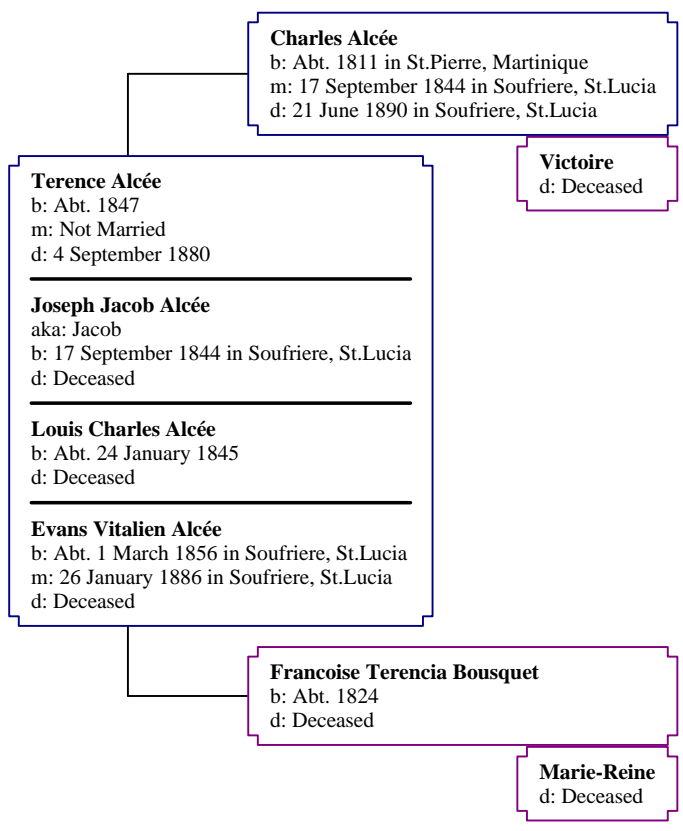 Charles Alcée
b: Abt. 1811 in St.Pierre, Martinique
m: 17 September 1844 in Soufriere, St.Lucia
d: 21 June 1890 in Soufriere, St.Lucia
Victoire
d: Deceased
Terence Alcée
b: Abt. 1847
m: Not Married
d: 4 September 1880
Joseph Jacob Alcée
aka: Jacob
b: 17 September 1844 in Soufriere, St.Lucia
d: Deceased
Louis Charles Alcée
b: Abt. 24 January 1845
d: Deceased
Evans Vitalien Alcée
b: Abt. 1 March 1856 in Soufriere, St.Lucia
m: 26 January 1886 in Soufriere, St.Lucia
d: Deceased
Francoise Terencia Bousquet
b: Abt. 1824
d: Deceased
Marie-Reine
d: Deceased